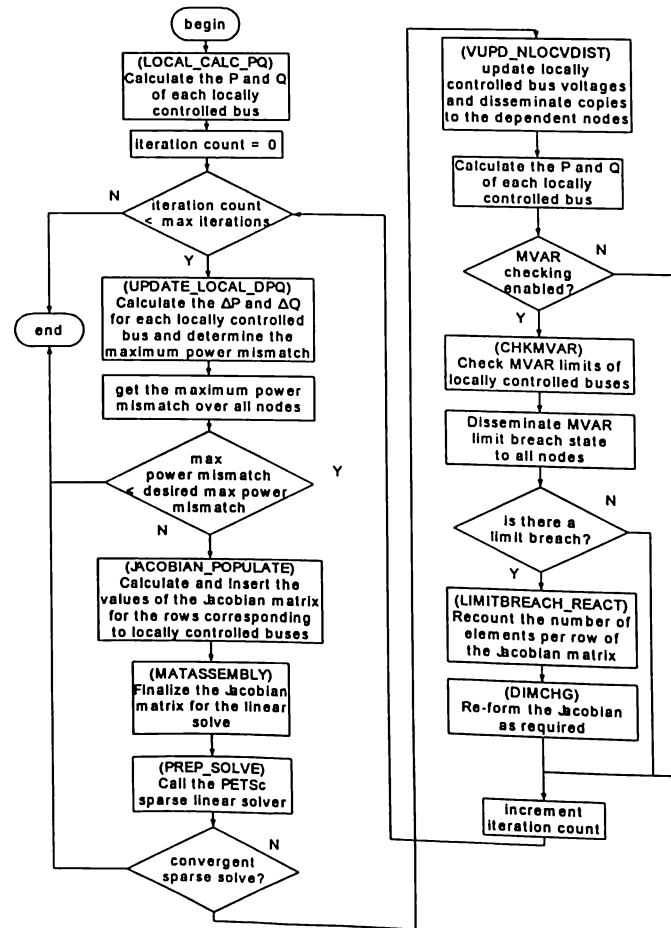 begin
(LOCAL_CALC_PQ)
Calculate the P and Q
of each locally
controlled bus
iteration count = 0
N
iteration count
< max iterations
Y
(UPDATE_LOCAL_DPQ)
Calculate the ΔP and ΔQ
for each locally controlled
bus and determine the
maximum power mismatch
end
get the maximum power
mismatch over all nodes
max
power mismatch
< desired max power
mismatch
Y
N
(JACOBIAN_POPULATE)
Calculate and Insert the
values of the Jacobian matrix
for the rows corresponding
to locally controlled buses
(MATASSEMBLY)
Finalize the Jacobian
matrix for the linear
solve
(PREP_SOLVE)
Call the PETSc
sparse linear solver
N
convergent
sparse solve?
(VUPD_NLOCVDIST)
update locally
controlled bus voltages
and disseminate copies
to the dependent nodes
Calculate the P and Q
of each locally
controlled bus
MVAR
checking
enabled?
N
Y
(CHKMVAR)
Check MVAR limits of
locally controlled buses
Disseminate MVAR
limit breach state
to all nodes
N
is there a
limit breach?
Y
(LIMITBREACH_REACT)
Recount the number of
elements per row of
the Jacobian matrix
(DIMCHG)
Re-form the Jacobian
as required
increment
iteration count